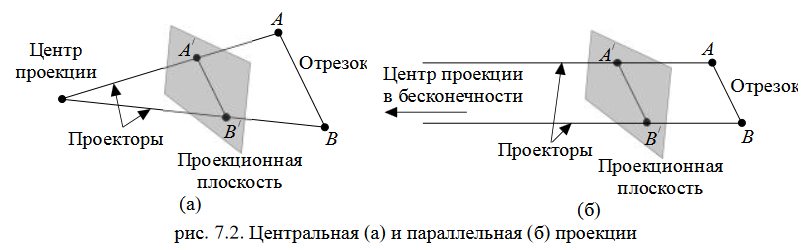 Центр
проекции
A′
A
Отрезок
Проекторы
B′
B
Проекционная
плоскость
(а)
Центр проекции
в бесконечности
A′
A
Отрезок
Проекторы
B′
B
Проекционная
плоскость
(б)
рис. 7.2. Центральная (а) и параллельная (б) проекции